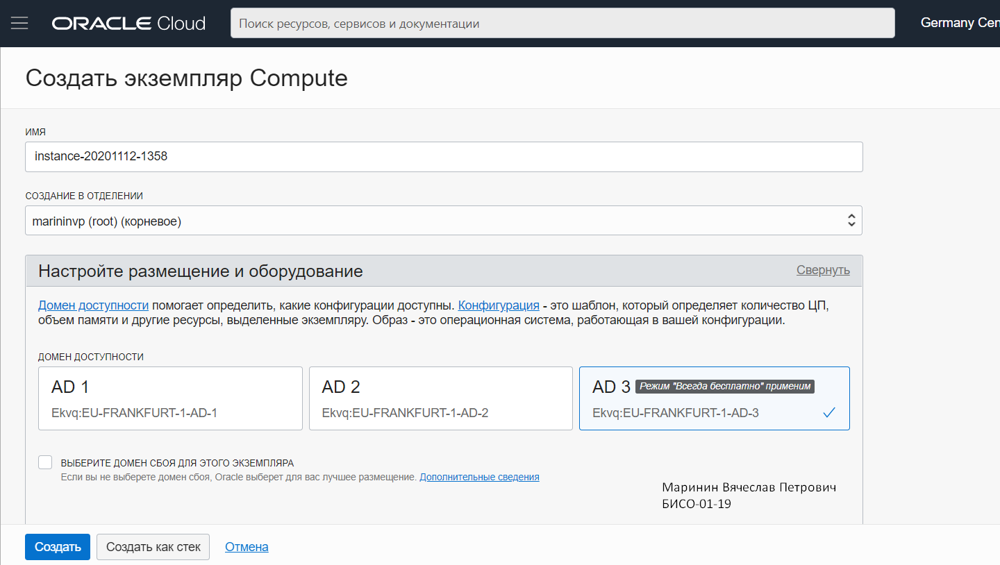 ORACLE Cloud
Поиск ресурсов, сервисов и документации
Germany Cen
Создать экземпляр Compute
ИМЯ
instance-20201112-1358
СОЗДАНИЕ В ОТДЕЛЕНИИ
marininvp (root) (корневое)
Настройте размещение и оборудование
Свернуть
Домен доступности помогает определить, какие конфигурации доступны. Конфигурация - это шаблон, который определяет количество ЦП,
объем памяти и другие ресурсы, выделенные экземпляру. Образ - это операционная система, работающая в вашей конфигурации.
ДОМЕН ДОСТУПНОСТИ
AD 1
Ekvq:EU-FRANKFURT-1-AD-1
AD 2
Ekvq:EU-FRANKFURT-1-AD-2
AD 3 Режим "Всегда бесплатно" применим
Ekvq:EU-FRANKFURT-1-AD-3
ВЫБЕРИТЕ ДОМЕН СБОЯ ДЛЯ ЭТОГО ЭКЗЕМПЛЯРА
Если вы не выберете домен сбоя, Oracle выберет для вас лучшее размещение. Дополнительные сведения
Маринин Вячеслав Петрович
БИСО-01-19
Создать
Создать как стек
Отмена